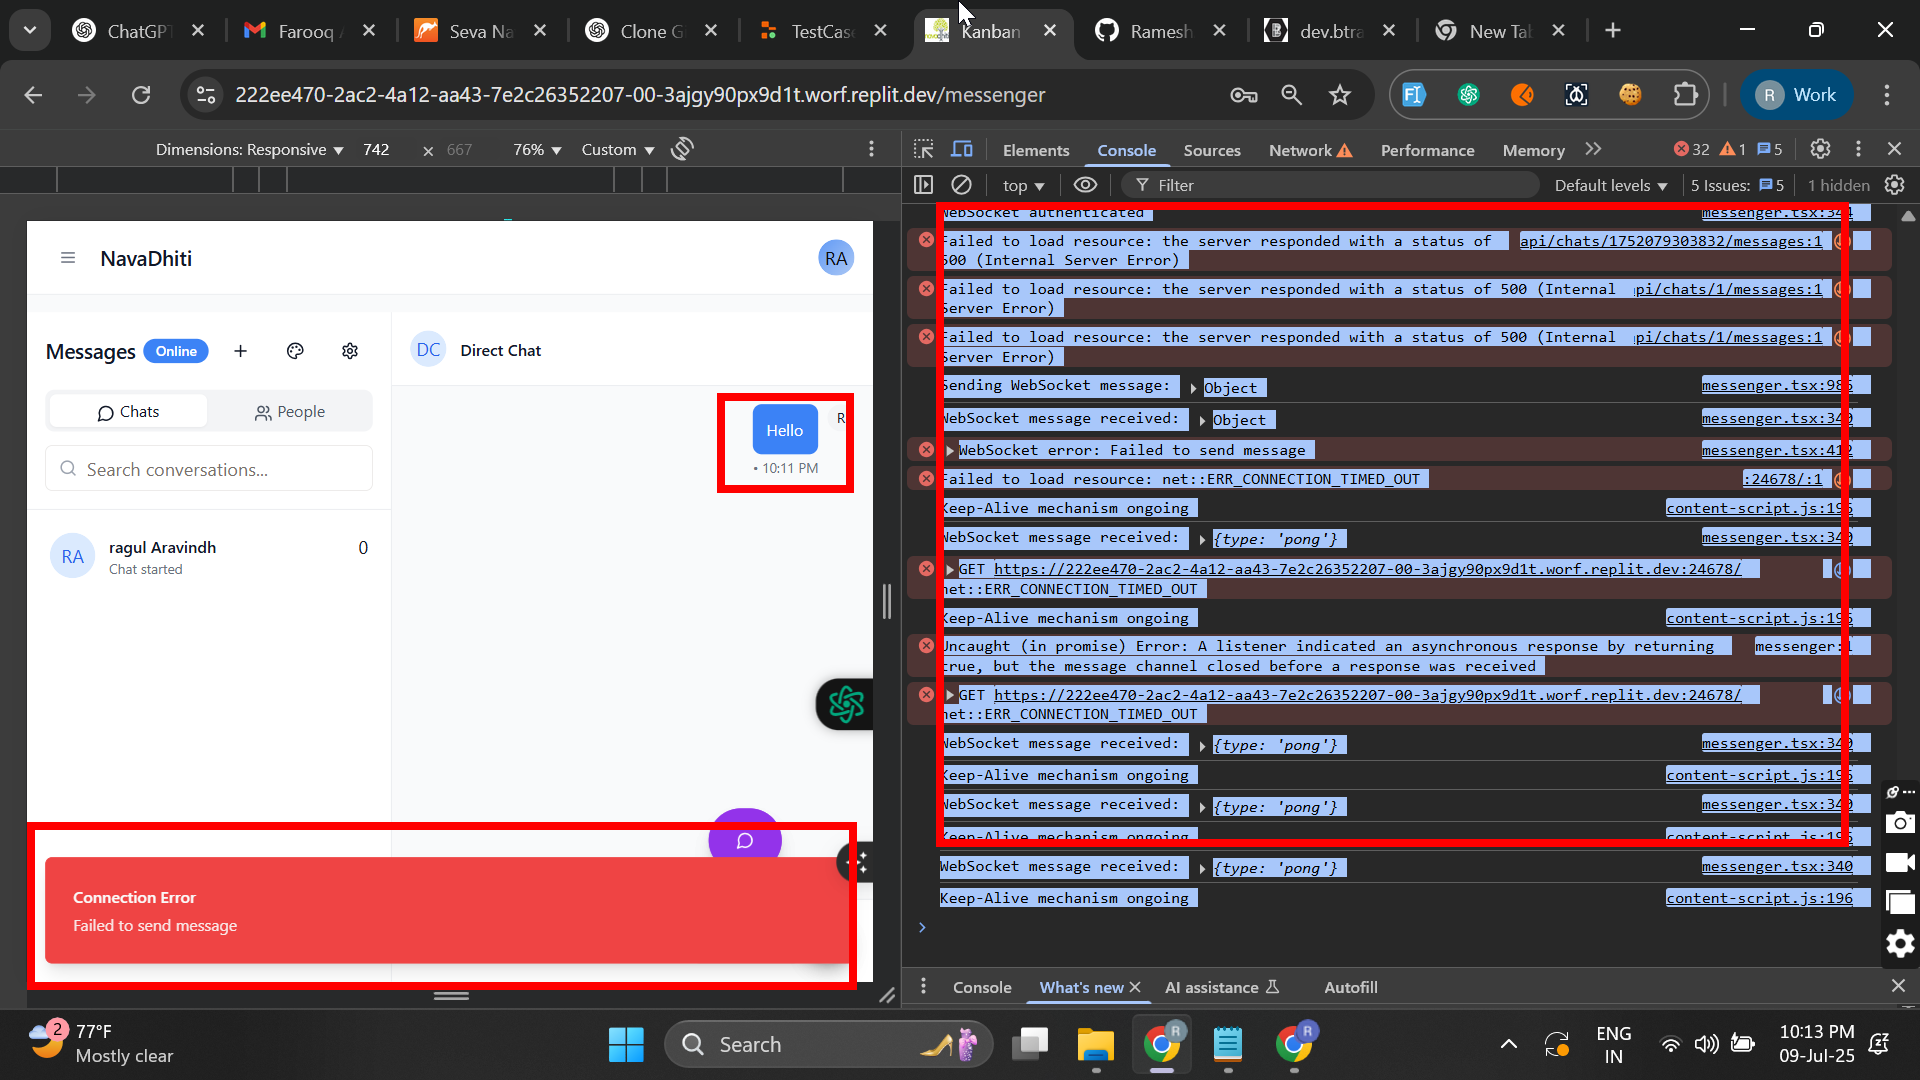 ChatGPT
Farooq
Seva Na
Clone G
TestCase
Kanban
Ramesh
dev.btra
New Tab
222ee470-2ac2-4a12-aa43-7e2c26352207-00-3ajgy90px9d1t.worf.replit.dev/messenger
R Work
Dimensions: Responsive 742 × 667 76% Custom
Elements Console Sources Network Performance Memory 32 1 5
top Filter Default levels 5 Issues: 5 1 hidden
NavaDhiti
RA
Messages Online
Chats People
Search conversations...
RA
ragul Aravindh 0
Chat started
DC Direct Chat
Hello R
• 10:11 PM
Connection Error
Failed to send message
WebSocket authenticated messenger.tsx:344
Failed to load resource: the server responded with a status of api/chats/1752079303832/messages:1
500 (Internal Server Error)
Failed to load resource: the server responded with a status of 500 (Internal pi/chats/1/messages:1
Server Error)
Failed to load resource: the server responded with a status of 500 (Internal pi/chats/1/messages:1
Server Error)
Sending WebSocket message: Object messenger.tsx:986
WebSocket message received: Object messenger.tsx:340
WebSocket error: Failed to send message messenger.tsx:412
Failed to load resource: net::ERR_CONNECTION_TIMED_OUT :24678/:1
Keep-Alive mechanism ongoing content-script.js:196
WebSocket message received: {type: 'pong'} messenger.tsx:340
GET https://222ee470-2ac2-4a12-aa43-7e2c26352207-00-3ajgy90px9d1t.worf.replit.dev:24678/
net::ERR_CONNECTION_TIMED_OUT
Keep-Alive mechanism ongoing content-script.js:196
Uncaught (in promise) Error: A listener indicated an asynchronous response by returning messenger:1
true, but the message channel closed before a response was received
GET https://222ee470-2ac2-4a12-aa43-7e2c26352207-00-3ajgy90px9d1t.worf.replit.dev:24678/
net::ERR_CONNECTION_TIMED_OUT
WebSocket message received: {type: 'pong'} messenger.tsx:340
Keep-Alive mechanism ongoing content-script.js:196
WebSocket message received: {type: 'pong'} messenger.tsx:340
Keep-Alive mechanism ongoing content-script.js:196
WebSocket message received: {type: 'pong'} messenger.tsx:340
Keep-Alive mechanism ongoing content-script.js:196
Console What's new AI assistance Autofill
2 77°F
Mostly clear
Search
R
R
ENG
IN
10:13 PM
09-Jul-25